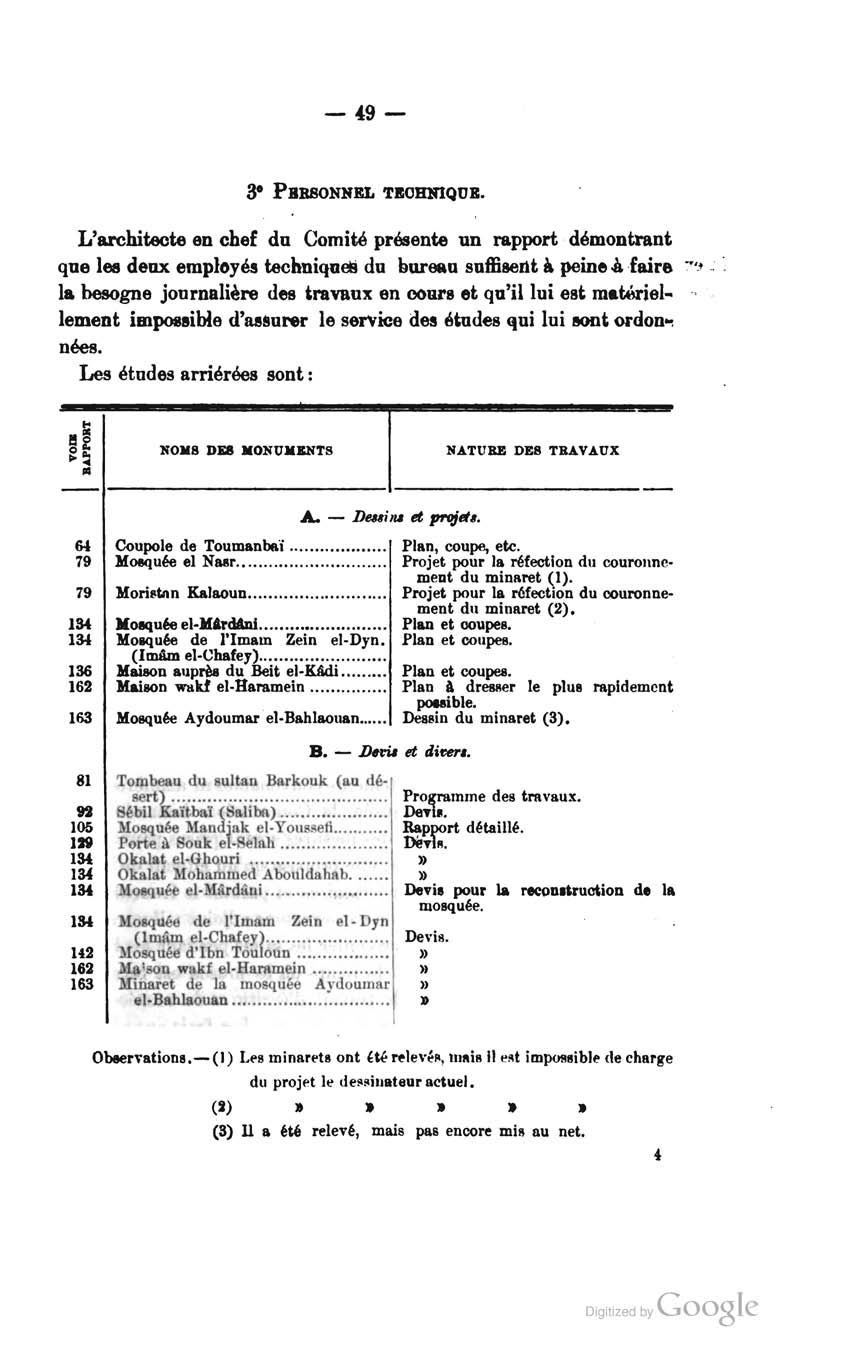 — 49 —
3° PERSONNEL TECHNIQUE.
L'architecte en chef du Comité présente un rapport démontrant
que les deux employés techniques du bureau suffisent à peine à faire
la besogne journalière des travaux en cours et qu'il lui est matériel-
lement impossible d'assurer le service des études qui lui sont ordon-
nées.
Les études arriérées sont :
VOIR RAPPORT | NOMS DES MONUMENTS | NATURE DES TRAVAUX
A. — Dessins et projets.
64 Coupole de Toumanbaï ................... Plan, coupe, etc.
79 Mosquée el Nasr.............................. Projet pour la réfection du couronne-
ment du minaret (1).
79 Moristan Kalaoun............................ Projet pour la réfection du couronne-
ment du minaret (2).
134 Mosquée el-Mârdâni......................... Plan et coupes.
134 Mosquée de l'Imam Zein el-Dyn. Plan et coupes.
(Imâm el-Chafey).........................
136 Maison auprès du Beit el-Kâdi......... Plan et coupes.
162 Maison wakf el-Haramein ............... Plan à dresser le plus rapidement
possible.
163 Mosquée Aydoumar el-Bahlaouan...... Dessin du minaret (3).
B. — Devis et divers.
81 Tombeau du sultan Barkouk (au dé-
sert) ........................................... Programme des travaux.
92 Sébil Kaïtbaï (Saliba) ..................... Devis.
105 Mosquée Mandjak el-Youssefi........... Rapport détaillé.
129 Porte à Souk el-Selah ..................... Devis.
134 Okalat el-Ghouri ........................... »
134 Okalat Mohammed Abouldahab. ...... »
134 Mosquée el-Mârdâni........................ Devis pour la reconstruction de la
mosquée.
134 Mosquée de l'Imam Zein el-Dyn
(Imâm el-Chafey)........................ Devis.
142 Mosquée d'Ibn Touloun .................. »
162 Maison wakf el-Haramein ............... »
163 Minaret de la mosquée Aydoumar »
el-Bahlaouan ............................... »
Observations.— (1) Les minarets ont été relevés, mais il est impossible de charge
du projet le dessinateur actuel.
(2) » » » » »
(3) Il a été relevé, mais pas encore mis au net.
4
Digitized by Google